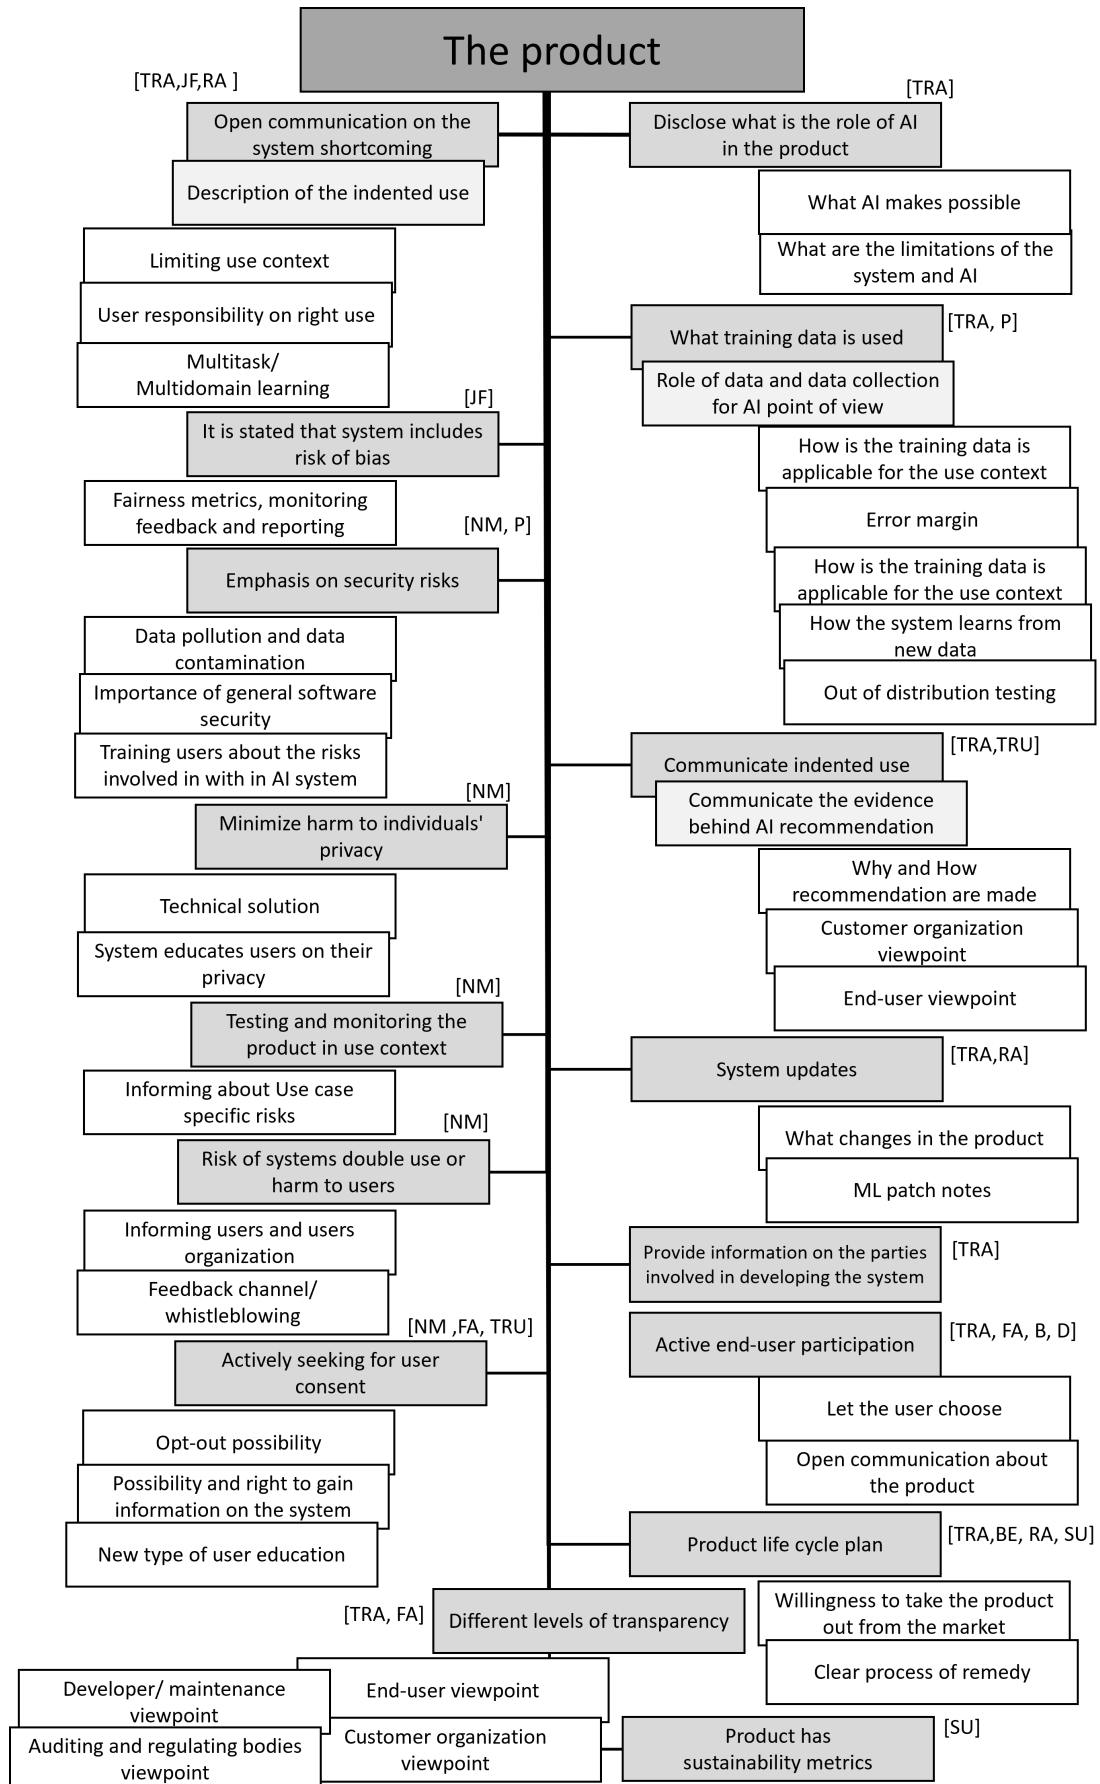 The product
[TRA,JF,RA ]
Open communication on the
system shortcoming
Description of the indented use
Limiting use context
User responsibility on right use
Multitask/
Multidomain learning
[JF]
It is stated that system includes
risk of bias
Fairness metrics, monitoring
feedback and reporting
[NM, P]
Emphasis on security risks
Data pollution and data
contamination
Importance of general software
security
Training users about the risks
involved in with in AI system
[NM]
Minimize harm to individuals'
privacy
Technical solution
System educates users on their
privacy
[NM]
Testing and monitoring the
product in use context
Informing about Use case
specific risks
[NM]
Risk of systems double use or
harm to users
Informing users and users
organization
Feedback channel/
whistleblowing
[NM ,FA, TRU]
Actively seeking for user
consent
Opt-out possibility
Possibility and right to gain
information on the system
New type of user education
[TRA]
Disclose what is the role of AI
in the product
What AI makes possible
What are the limitations of the
system and AI
[TRA, P]
What training data is used
Role of data and data collection
for AI point of view
How is the training data is
applicable for the use context
Error margin
How is the training data is
applicable for the use context
How the system learns from
new data
Out of distribution testing
[TRA,TRU]
Communicate indented use
Communicate the evidence
behind AI recommendation
Why and How
recommendation are made
Customer organization
viewpoint
End-user viewpoint
[TRA,RA]
System updates
What changes in the product
ML patch notes
[TRA]
Provide information on the parties
involved in developing the system
[TRA, FA, B, D]
Active end-user participation
Let the user choose
Open communication about
the product
[TRA,BE, RA, SU]
Product life cycle plan
Willingness to take the product
out from the market
Clear process of remedy
[TRA, FA]
Different levels of transparency
End-user viewpoint
Developer/ maintenance
viewpoint
Customer organization
viewpoint
Auditing and regulating bodies
viewpoint
[SU]
Product has
sustainability metrics